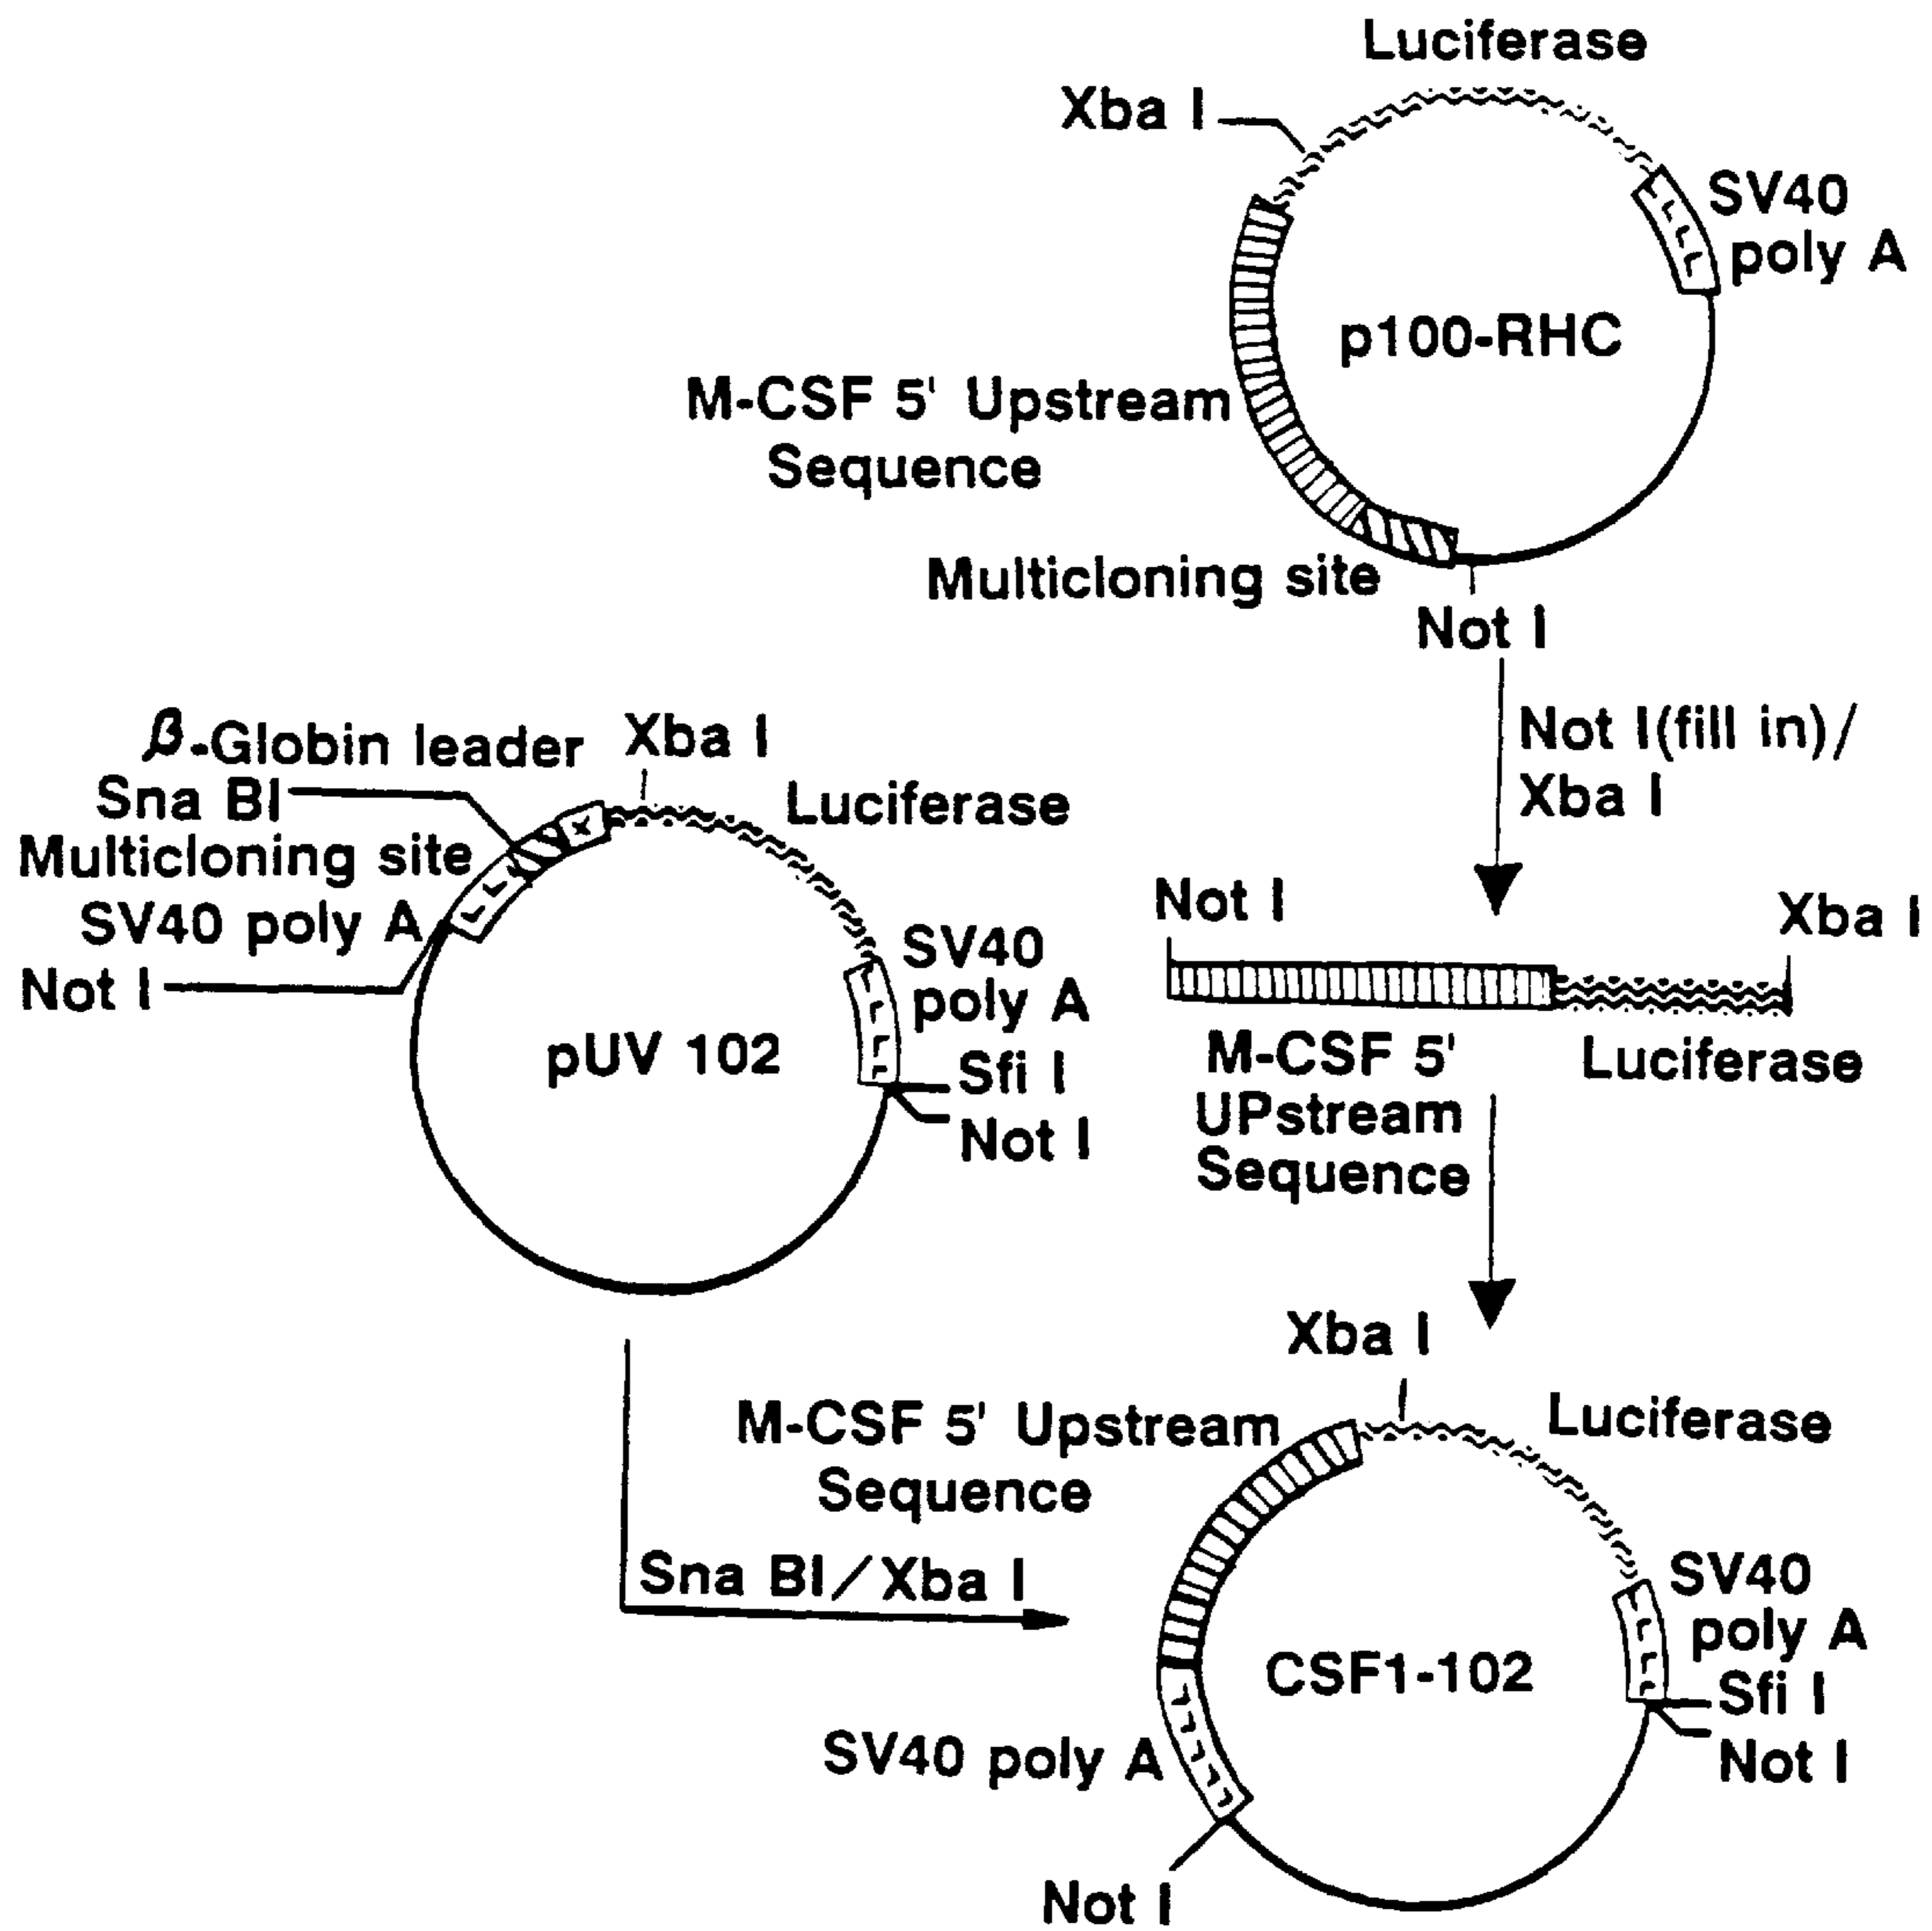 Luciferase
Xba I
SV40
poly A
p100-RHC
M-CSF 5' Upstream
Sequence
Multicloning site
Not I
Not I(fill in)/
Xba I
β-Globin leader
Xba I
Sna BI
Luciferase
Multicloning site
SV40 poly A
Not I
SV40
poly A
Sfi I
Not I
pUV 102
Not I
Xba I
M-CSF 5'
UPstream
Sequence
Luciferase
Sna BI/Xba I
Xba I
M-CSF 5' Upstream
Sequence
Luciferase
SV40
poly A
Sfi I
Not I
CSF1-102
SV40 poly A
Not I